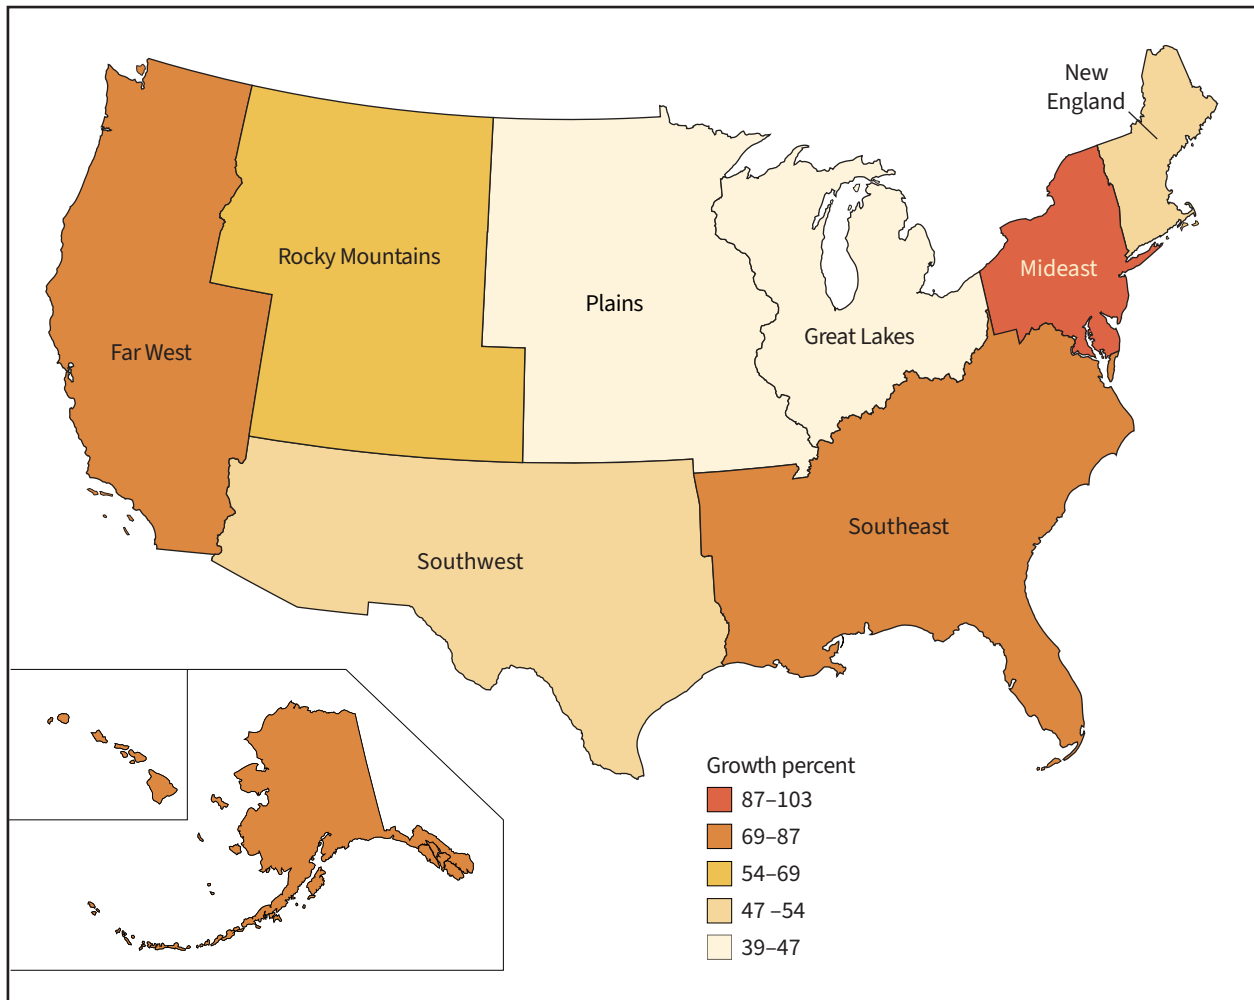 New
England
Rocky Mountains
Mideast
Plains
Great Lakes
Far West
Southeast
Southwest
Growth percent
87–103
69–87
54–69
47 –54
39–47